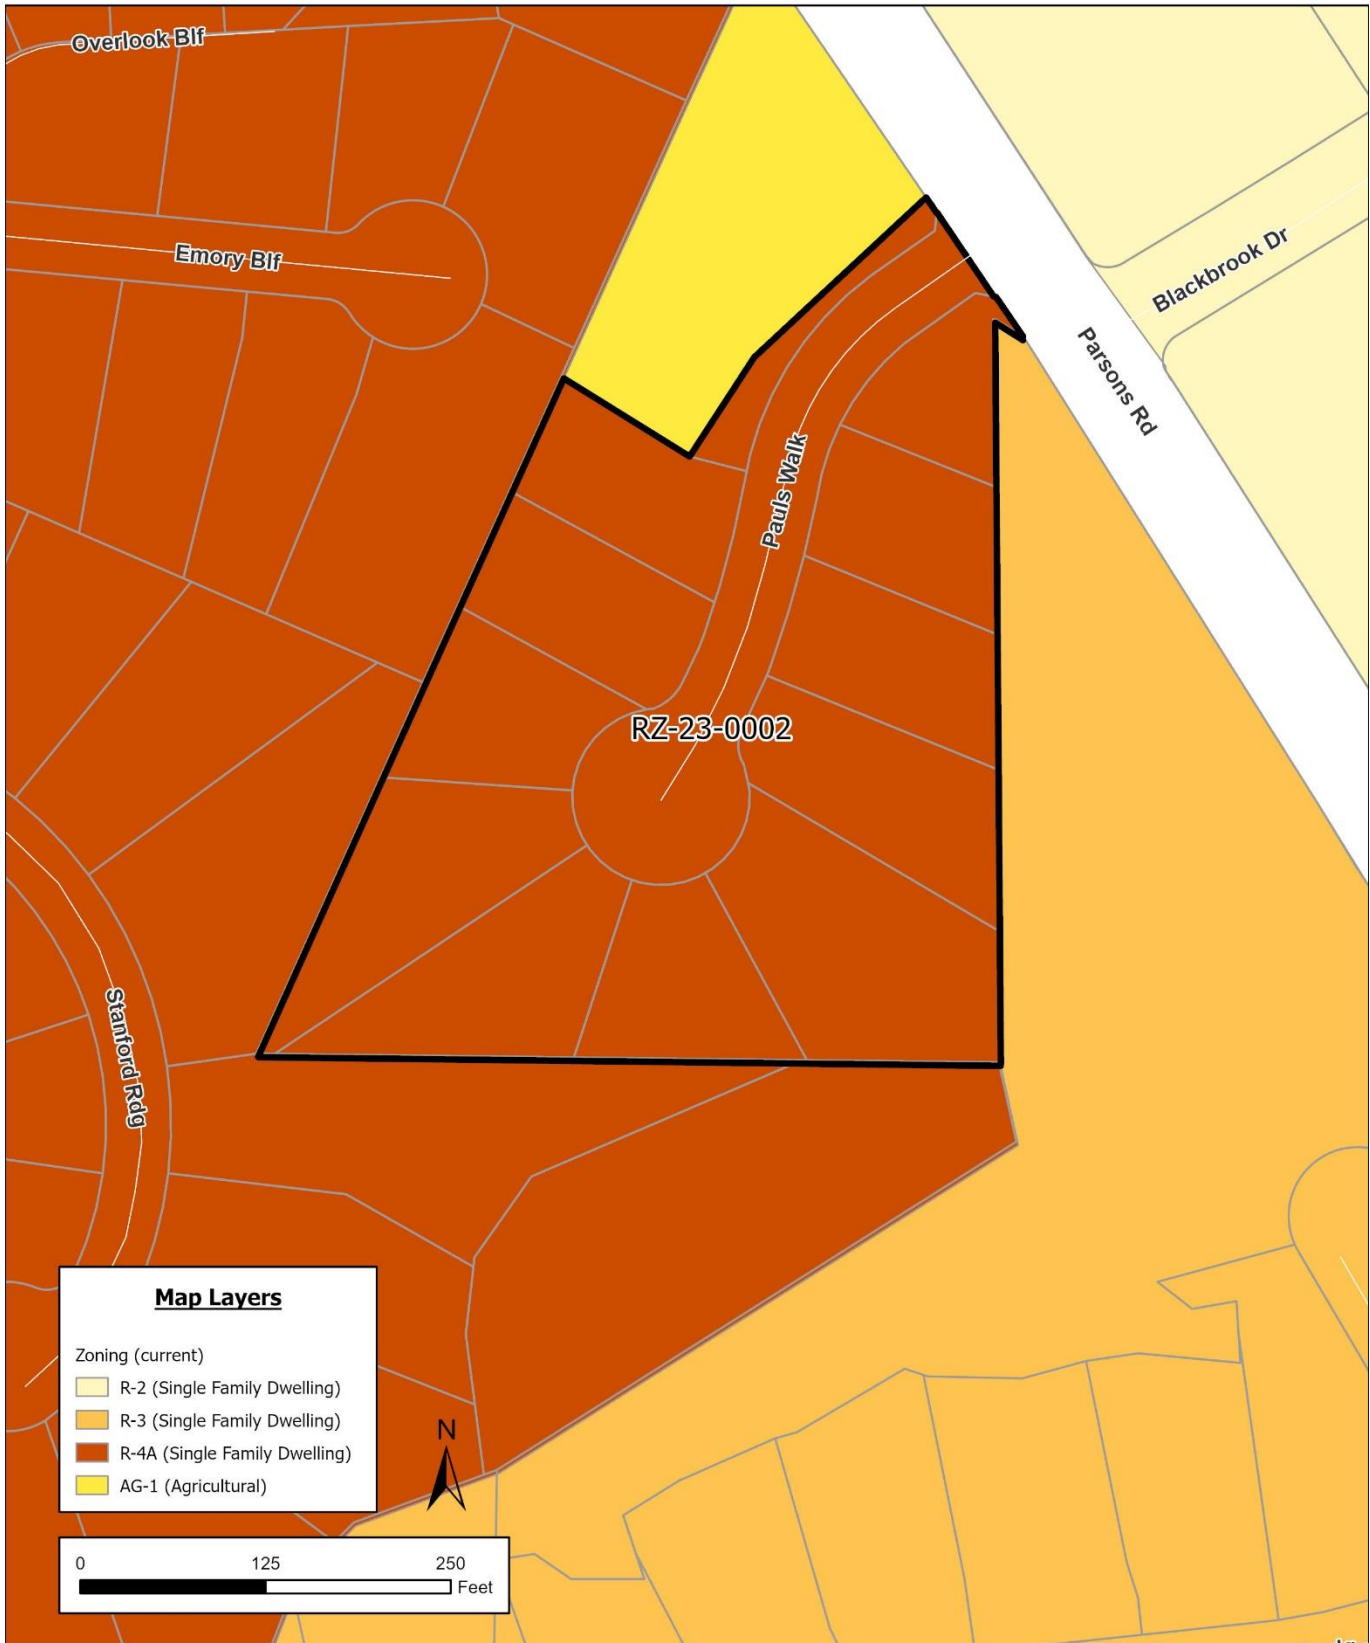 Overlook Blf
Emory Blf
Blackbrook Dr
Parsons Rd
Pauls Walk
RZ-23-0002
Stanford Rdg
Map Layers
Zoning (current)
R-2 (Single Family Dwelling)
R-3 (Single Family Dwelling)
R-4A (Single Family Dwelling)
AG-1 (Agricultural)
N
0 125 250
Feet